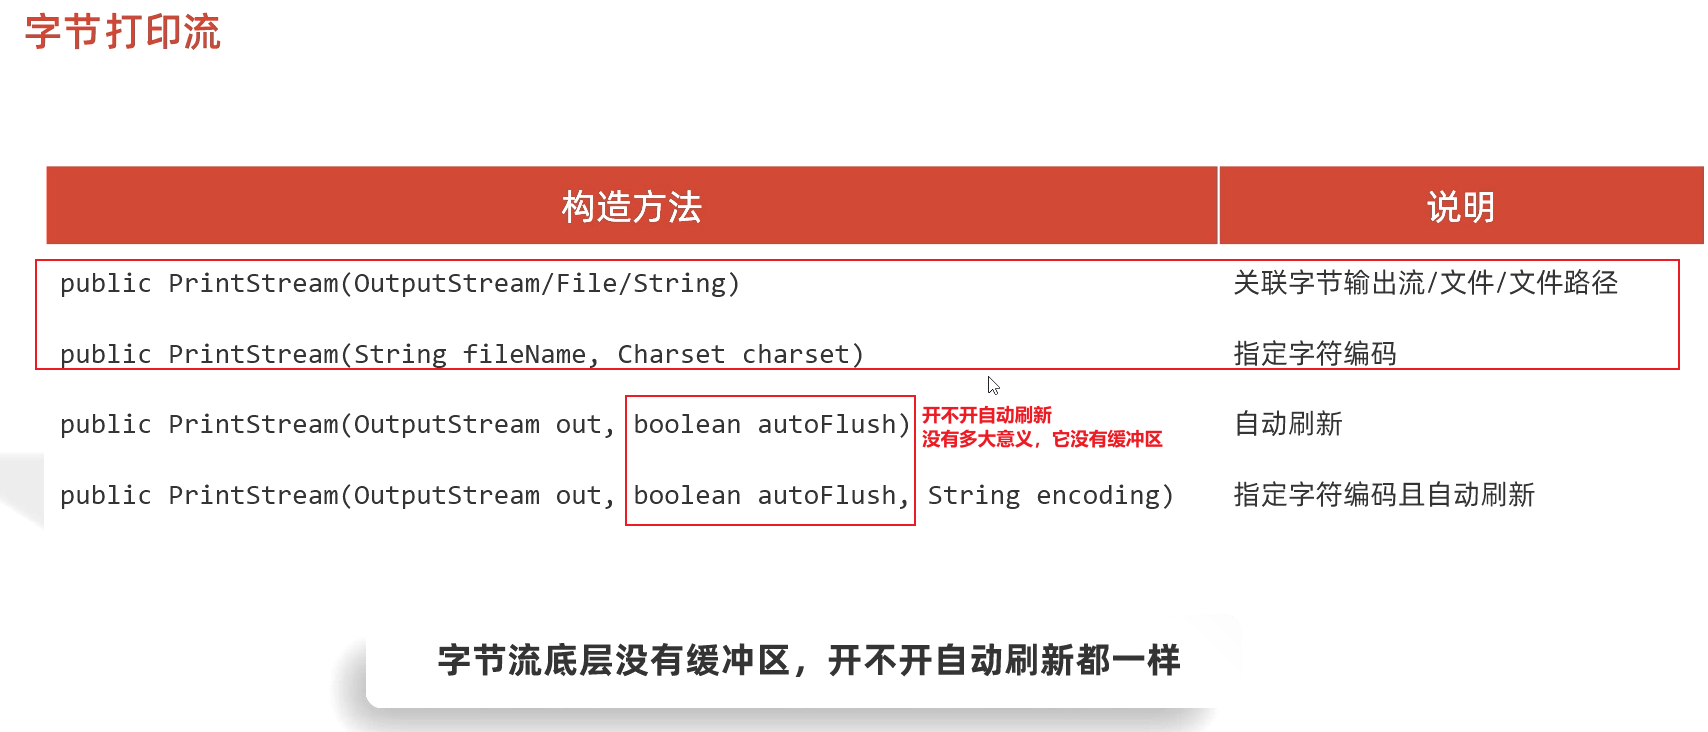 字节打印流
构造方法 说明
public PrintStream(OutputStream/File/String) 关联字节输出流/文件/文件路径
public PrintStream(String fileName, Charset charset) 指定字符编码
public PrintStream(OutputStream out, boolean autoFlush) 自动刷新
开不开自动刷新
没有多大意义，它没有缓冲区
public PrintStream(OutputStream out, boolean autoFlush, String encoding) 指定字符编码且自动刷新
字节流底层没有缓冲区，开不开自动刷新都一样